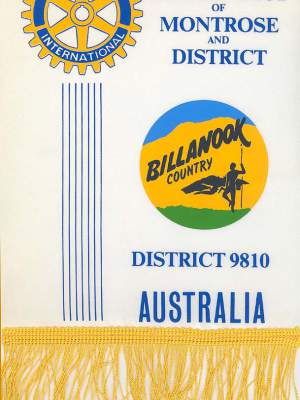 OF
MONTROSE
AND
DISTRICT
INTERNATIONAL
BILLANOOK
COUNTRY
DISTRICT 9810
AUSTRALIA